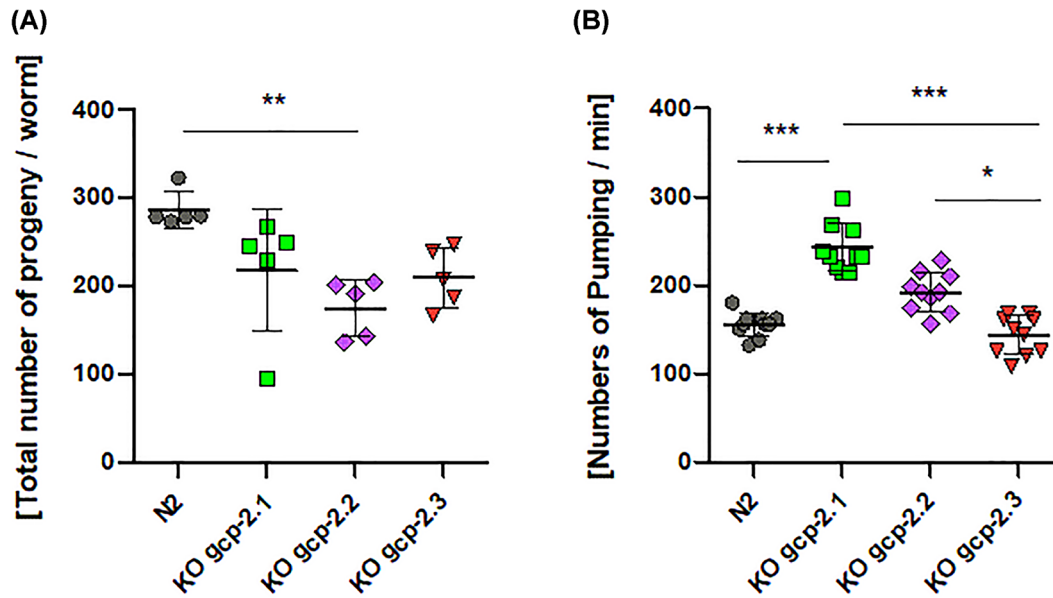 (A)
[Total number of progeny / worm]
400
300
200
100
0
**
N2
KO gcp-2.1
KO gcp-2.2
KO gcp-2.3
(B)
[Numbers of Pumping / min]
400
300
200
100
0
***
***
*
N2
KO gcp-2.1
KO gcp-2.2
KO gcp-2.3